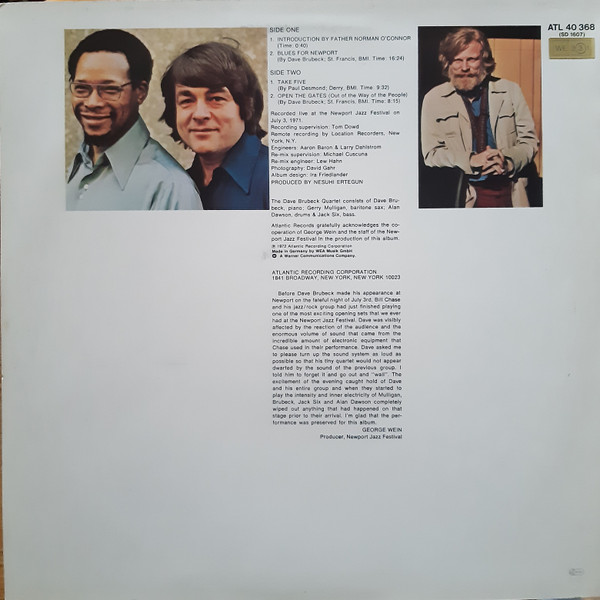 SIDE ONE
1. INTRODUCTION BY FATHER NORMAN O'CONNOR
(Time: 0:40)
2. BLUES FOR NEWPORT
(By Dave Brubeck; St. Francis, BMI. Time: 16:24)
SIDE TWO
1. TAKE FIVE
(By Paul Desmond; Derry, BMI. Time: 9:32)
2. OPEN THE GATES (Out of the Way of the People)
(By Dave Brubeck; St. Francis, BMI. Time: 8:15)
Recorded live at the Newport Jazz Festival on
July 3, 1971.
Recording supervision: Tom Dowd
Remote recording by Location Recorders, New
York, N.Y.
Engineers: Aaron Baron & Larry Dahlstrom
Re-mix supervision: Michael Cuscuna
Re-mix engineer: Lew Hahn
Photography: David Gahr
Album design: Ira Friedlander
PRODUCED BY NESUHI ERTEGUN
The Dave Brubeck Quartet consists of Dave Bru-
beck, piano; Gerry Mulligan, baritone sax; Alan
Dawson, drums & Jack Six, bass.
Atlantic Records gratefully acknowledges the co-
operation of George Wein and the staff of the New-
port Jazz Festival in the production of this album.
℗ 1972 Atlantic Recording Corporation
Made in Germany by WEA Musik GmbH
A Warner Communications Company.
ATLANTIC RECORDING CORPORATION
1841 BROADWAY, NEW YORK, NEW YORK 10023
Before Dave Brubeck made his appearance at
Newport on the fateful night of July 3rd, Bill Chase
and his jazz/rock group had just finished playing
one of the most exciting opening sets that we ever
had at the Newport Jazz Festival. Dave was visibly
affected by the reaction of the audience and the
enormous volume of sound that came from the
incredible amount of electronic equipment that
Chase used in their performance. Dave asked me
to please turn up the sound system as loud as
possible so that his tiny quartet would not appear
dwarfed by the sound of the previous group. I
told him to forget it and go out and "wail". The
excitement of the evening caught hold of Dave
and his entire group and when they started to
play the intensity and inner electricity of Mulligan,
Brubeck, Jack Six and Alan Dawson completely
wiped out anything that had happened on that
stage prior to their arrival. I'm glad that the per-
formance was preserved for this album.
GEORGE WEIN
Producer, Newport Jazz Festival
ATL 40 368
(SD 1607)